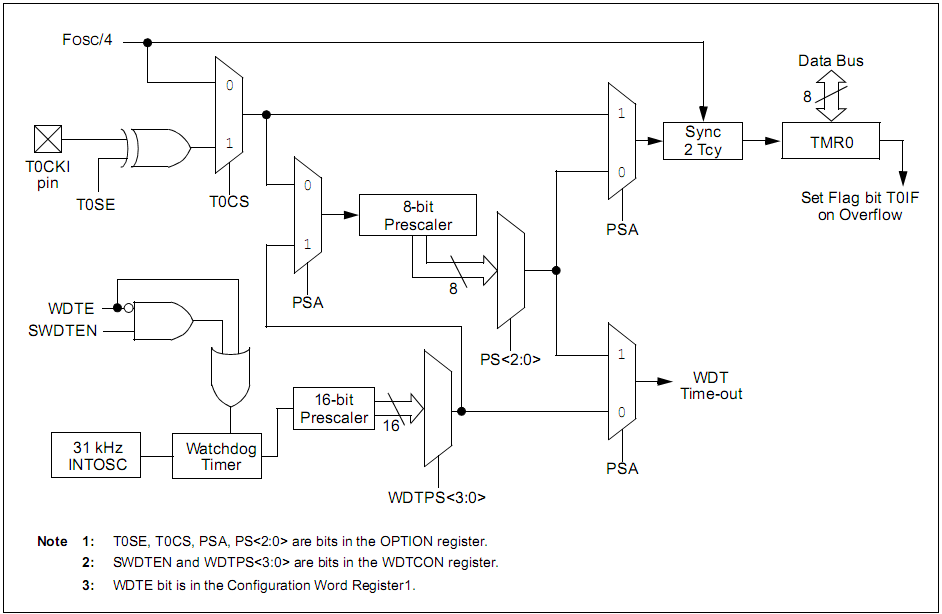 FOSC/4
Data Bus
8
0
1
T0CKI
pin
T0SE
T0CS
1
0
PSA
Sync
2 Tcy
TMR0
Set Flag bit T0IF
on Overflow
0
1
PSA
8-bit
Prescaler
8
PS<2:0>
WDTE
SWDTEN
31 kHz
INTOSC
Watchdog
Timer
16-bit
Prescaler
16
WDTPS<3:0>
1
0
PSA
WDT
Time-out
Note 1: T0SE, T0CS, PSA, PS<2:0> are bits in the OPTION register.
2: SWDTEN and WDTPS<3:0> are bits in the WDTCON register.
3: WDTE bit is in the Configuration Word Register1.